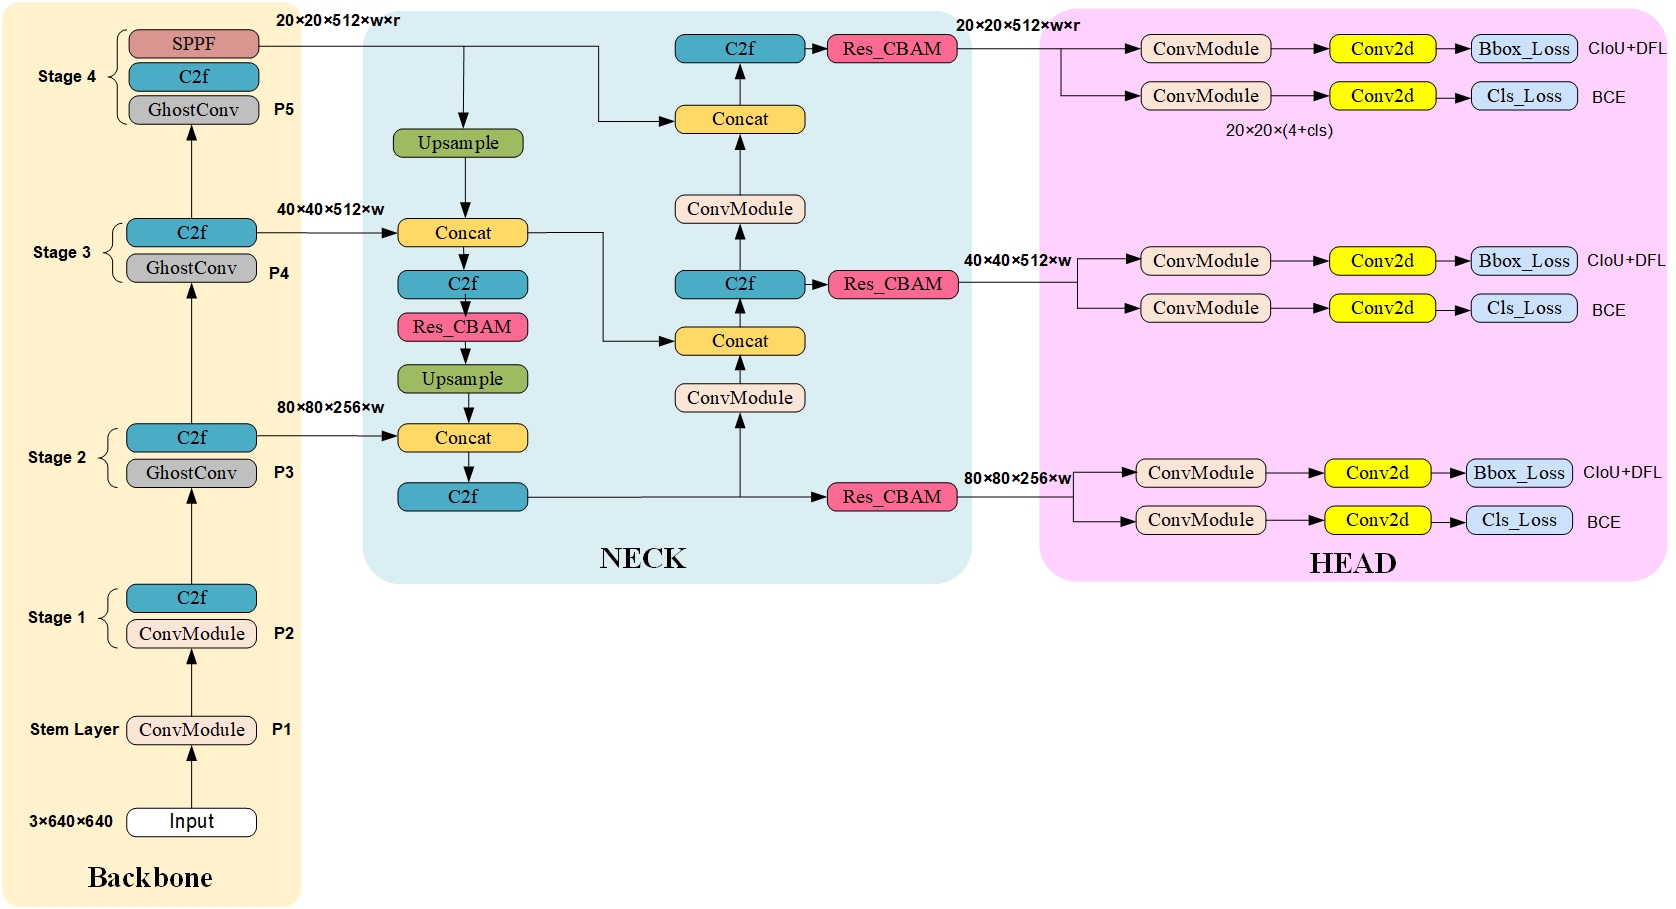 20×20×512×w×r
SPPF
Stage 4
C2f
GhostConv
P5
40×40×512×w
C2f
Stage 3
GhostConv
P4
80×80×256×w
C2f
Stage 2
GhostConv
P3
C2f
Stage 1
ConvModule
P2
Stem Layer
ConvModule
P1
3×640×640
Input
Backbone
Upsample
Concat
C2f
Res_CBAM
Upsample
Concat
C2f
C2f
Res_CBAM
Concat
ConvModule
C2f
Res_CBAM
Concat
ConvModule
Res_CBAM
NECK
20×20×512×w×r
ConvModule
Conv2d
Bbox_Loss
CIoU+DFL
ConvModule
Conv2d
Cls_Loss
BCE
20×20×(4+cls)
40×40×512×w
ConvModule
Conv2d
Bbox_Loss
CIoU+DFL
ConvModule
Conv2d
Cls_Loss
BCE
80×80×256×w
ConvModule
Conv2d
Bbox_Loss
CIoU+DFL
ConvModule
Conv2d
Cls_Loss
BCE
HEAD